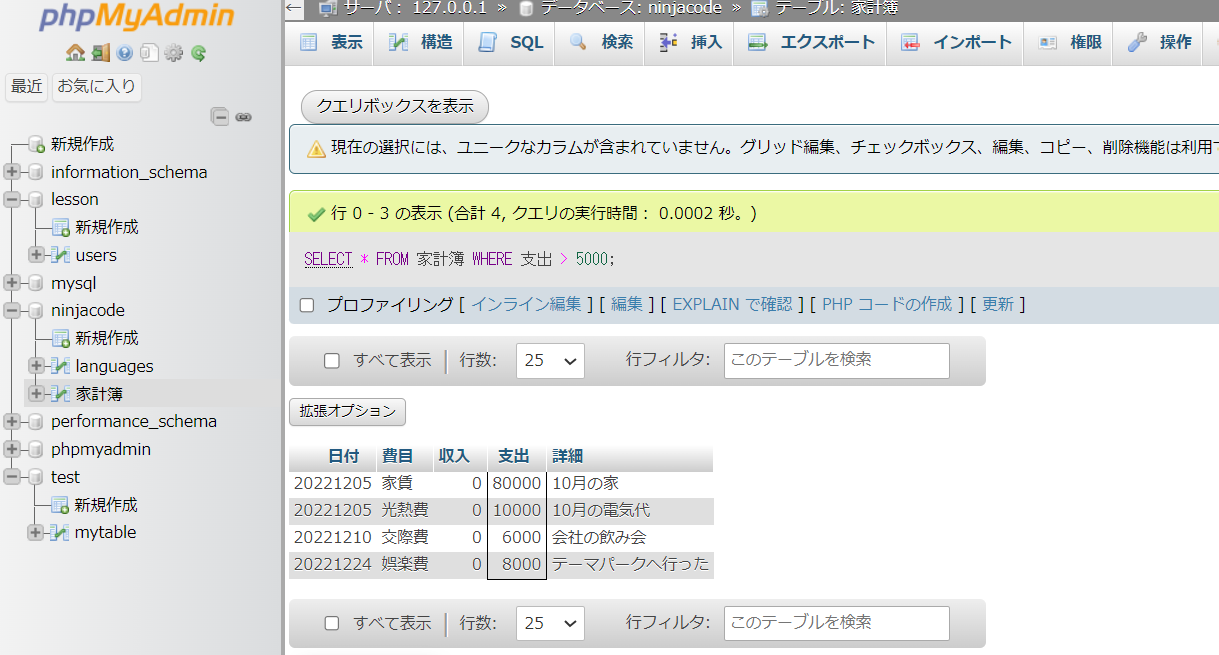 phpMyAdmin
最近 お気に入り
新規作成
information_schema
lesson
新規作成
users
mysql
ninjacode
新規作成
languages
家計簿
performance_schema
phpmyadmin
test
新規作成
mytable
サーバ： 127.0.0.1 » データベース: ninjacode » テーブル: 家計簿
表示 構造 SQL 検索 挿入 エクスポート インポート 権限 操作
クエリボックスを表示
現在の選択には、ユニークなカラムが含まれていません。グリッド編集、チェックボックス、編集、コピー、削除機能は利用
行 0 - 3 の表示 (合計 4, クエリの実行時間： 0.0002 秒。)
SELECT * FROM 家計簿 WHERE 支出 > 5000;
プロファイリング [ インライン編集 ] [ 編集 ] [ EXPLAIN で確認 ] [ PHP コードの作成 ] [ 更新 ]
すべて表示 | 行数: 25 行フィルタ: このテーブルを検索
拡張オプション
日付 費目 収入 支出 詳細
20221205 家賃 0 80000 10月の家
20221205 光熱費 0 10000 10月の電気代
20221210 交際費 0 6000 会社の飲み会
20221224 娯楽費 0 8000 テーマパークへ行った
すべて表示 | 行数: 25 行フィルタ: このテーブルを検索